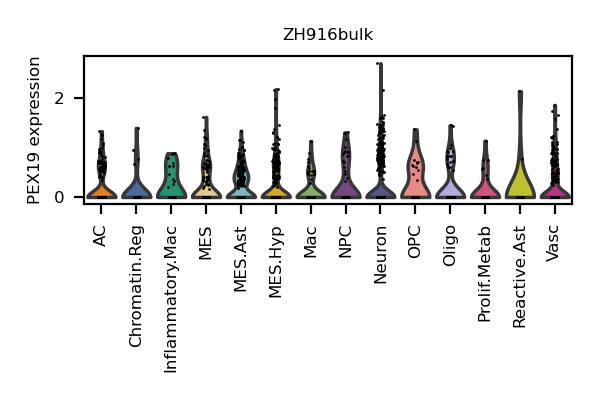 ZH916bulk
PEX19 expression
2
0
AC
Chromatin.Reg
Inflammatory.Mac
MES
MES.Ast
MES.Hyp
Mac
NPC
Neuron
OPC
Oligo
Prolif.Metab
Reactive.Ast
Vasc